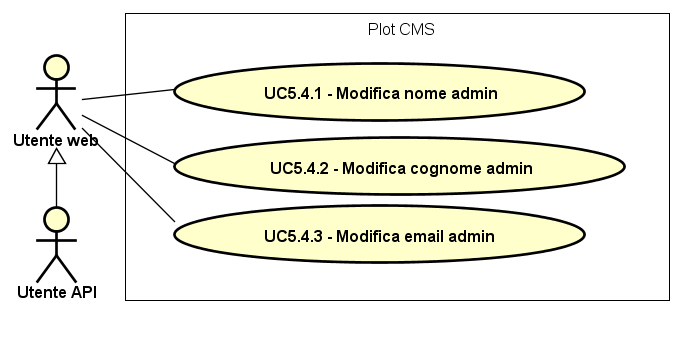 Plot CMS
UC5.4.1 - Modifica nome admin
Utente web
UC5.4.2 - Modifica cognome admin
UC5.4.3 - Modifica email admin
Utente API